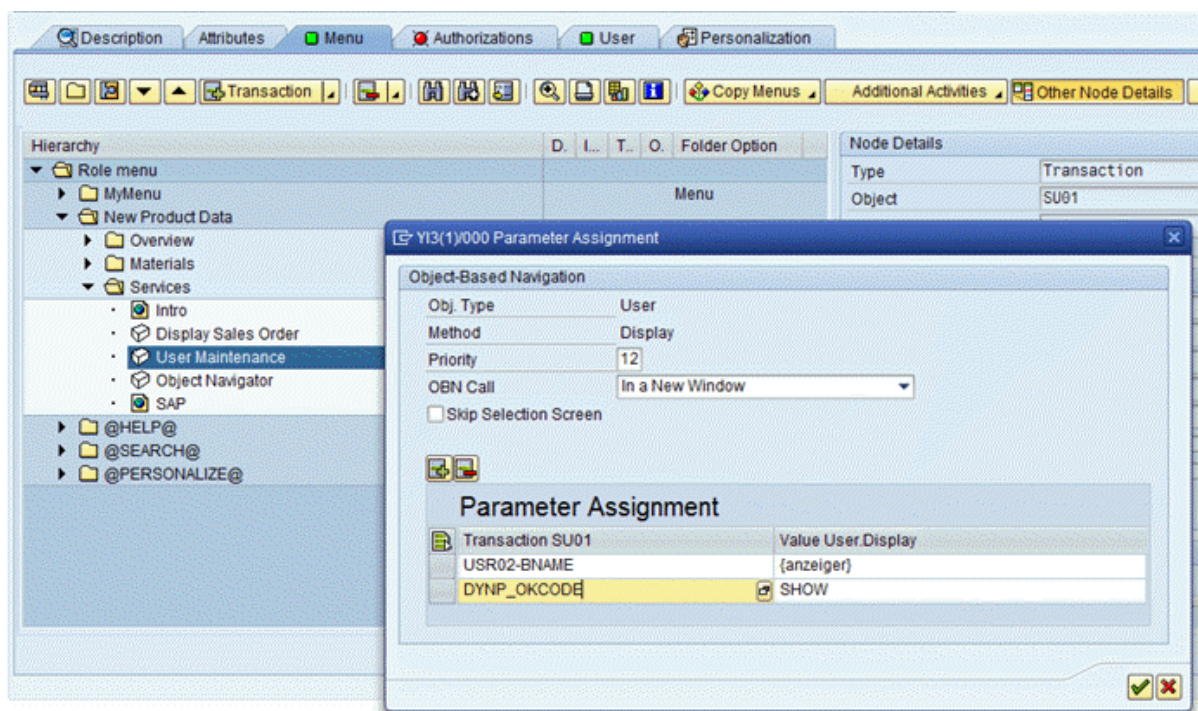 Description Attributes Menu Authorizations User Personalization
Transaction Copy Menus Additional Activities Other Node Details
Hierarchy D. I... T.. O. Folder Option Node Details
Role menu Type Transaction
MyMenu Menu Object SU01
New Product Data
Overview
Materials
Services
Intro
Display Sales Order
User Maintenance
Object Navigator
SAP
@HELP@
@SEARCH@
@PERSONALIZE@
YI3(1)/000 Parameter Assignment
Object-Based Navigation
Obj. Type User
Method Display
Priority 12
OBN Call In a New Window
Skip Selection Screen
Parameter Assignment
Transaction SU01 Value User.Display
USR02-BNAME {anzeiger}
DYNP_OKCODE SHOW